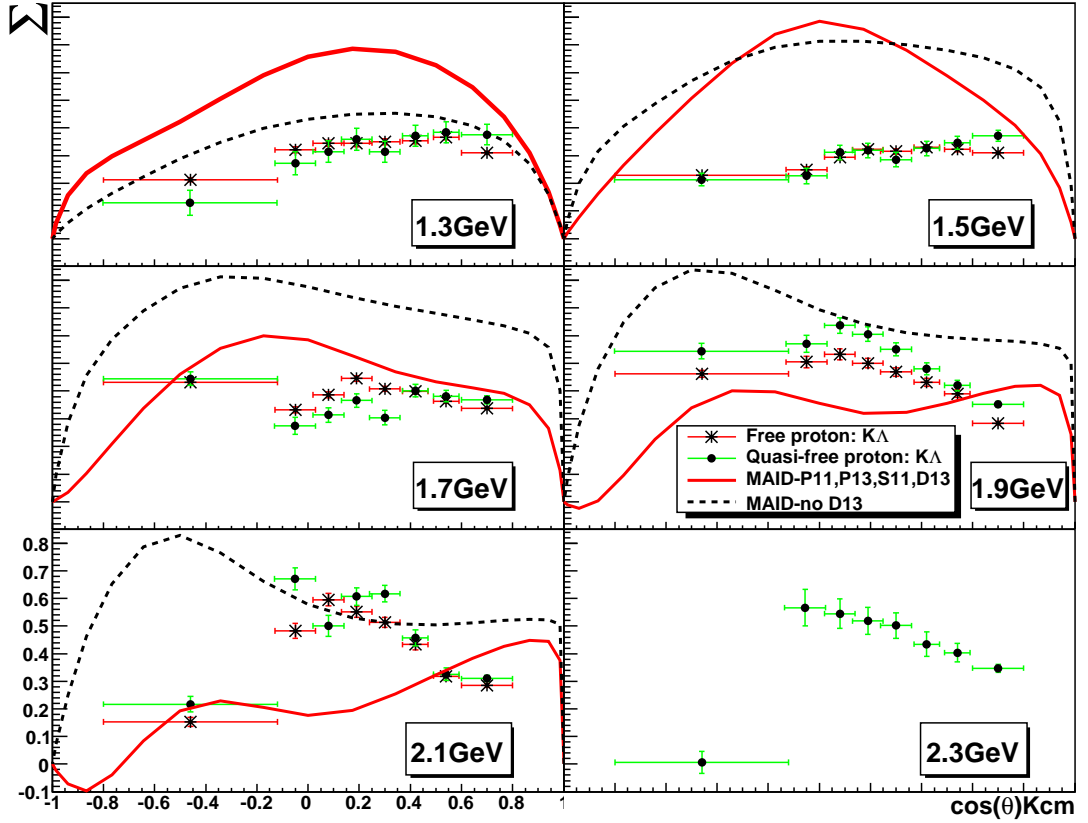 Σ
1.3GeV
1.5GeV
1.7GeV
1.9GeV
Free proton: KΛ
Quasi-free proton: KΛ
MAID-P11,P13,S11,D13
MAID-no D13
0.8
0.7
0.6
0.5
0.4
0.3
0.2
0.1
0
-0.1
2.1GeV
2.3GeV
-1 -0.8 -0.6 -0.4 -0.2 0 0.2 0.4 0.6 0.8 1
cos(θ)Kcm